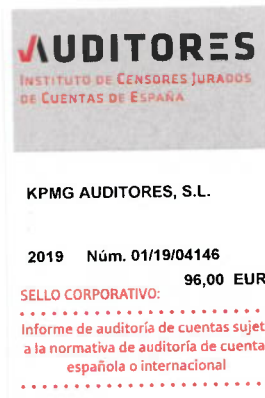 AUDITORES
INSTITUTO DE CENSORES JURADOS
DE CUENTAS DE ESPAÑA
KPMG AUDITORES, S.L.
2019 Núm. 01/19/04146
96,00 EUR
SELLO CORPORATIVO:
Informe de auditoría de cuentas sujet
a la normativa de auditoría de cuenta
española o internacional